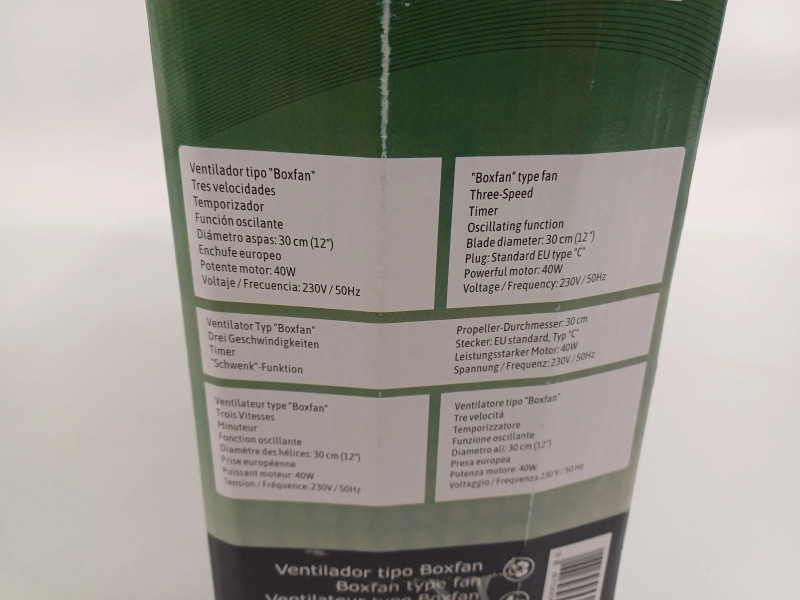 Ventilador tipo "Boxfan"
Tres velocidades
Temporizador
Función oscilante
Diámetro aspas: 30 cm (12")
Enchufe europeo
Potente motor: 40W
Voltaje / Frecuencia: 230V / 50Hz
"Boxfan" type fan
Three-Speed
Timer
Oscillating function
Blade diameter: 30 cm (12")
Plug: Standard EU type "C"
Powerful motor: 40W
Voltage / Frequency: 230V / 50Hz
Ventilator Typ "Boxfan"
Drei Geschwindigkeiten
Timer
"Schwenk"-Funktion
Propeller-Durchmesser: 30 cm
Stecker: EU standard, Typ "C"
Leistungsstarker Motor: 40W
Spannung / Frequenz: 230V / 50Hz
Ventilateur type "Boxfan"
Trois Vitesses
Minuteur
Fonction oscillante
Diamètre des hélices: 30 cm (12")
Prise européenne
Puissant moteur: 40W
Tension / Fréquence: 230V / 50Hz
Ventilatore tipo "Boxfan"
Tre velocitá
Temporizzatore
Funzione oscillante
Diametro ali: 30 cm (12")
Presa europea
Potenza motore: 40W
Voltaggio / Frequenza 230 V / 50 Hz
Ventilador tipo Boxfan
Boxfan type fan
Ventilateur type Boxfan